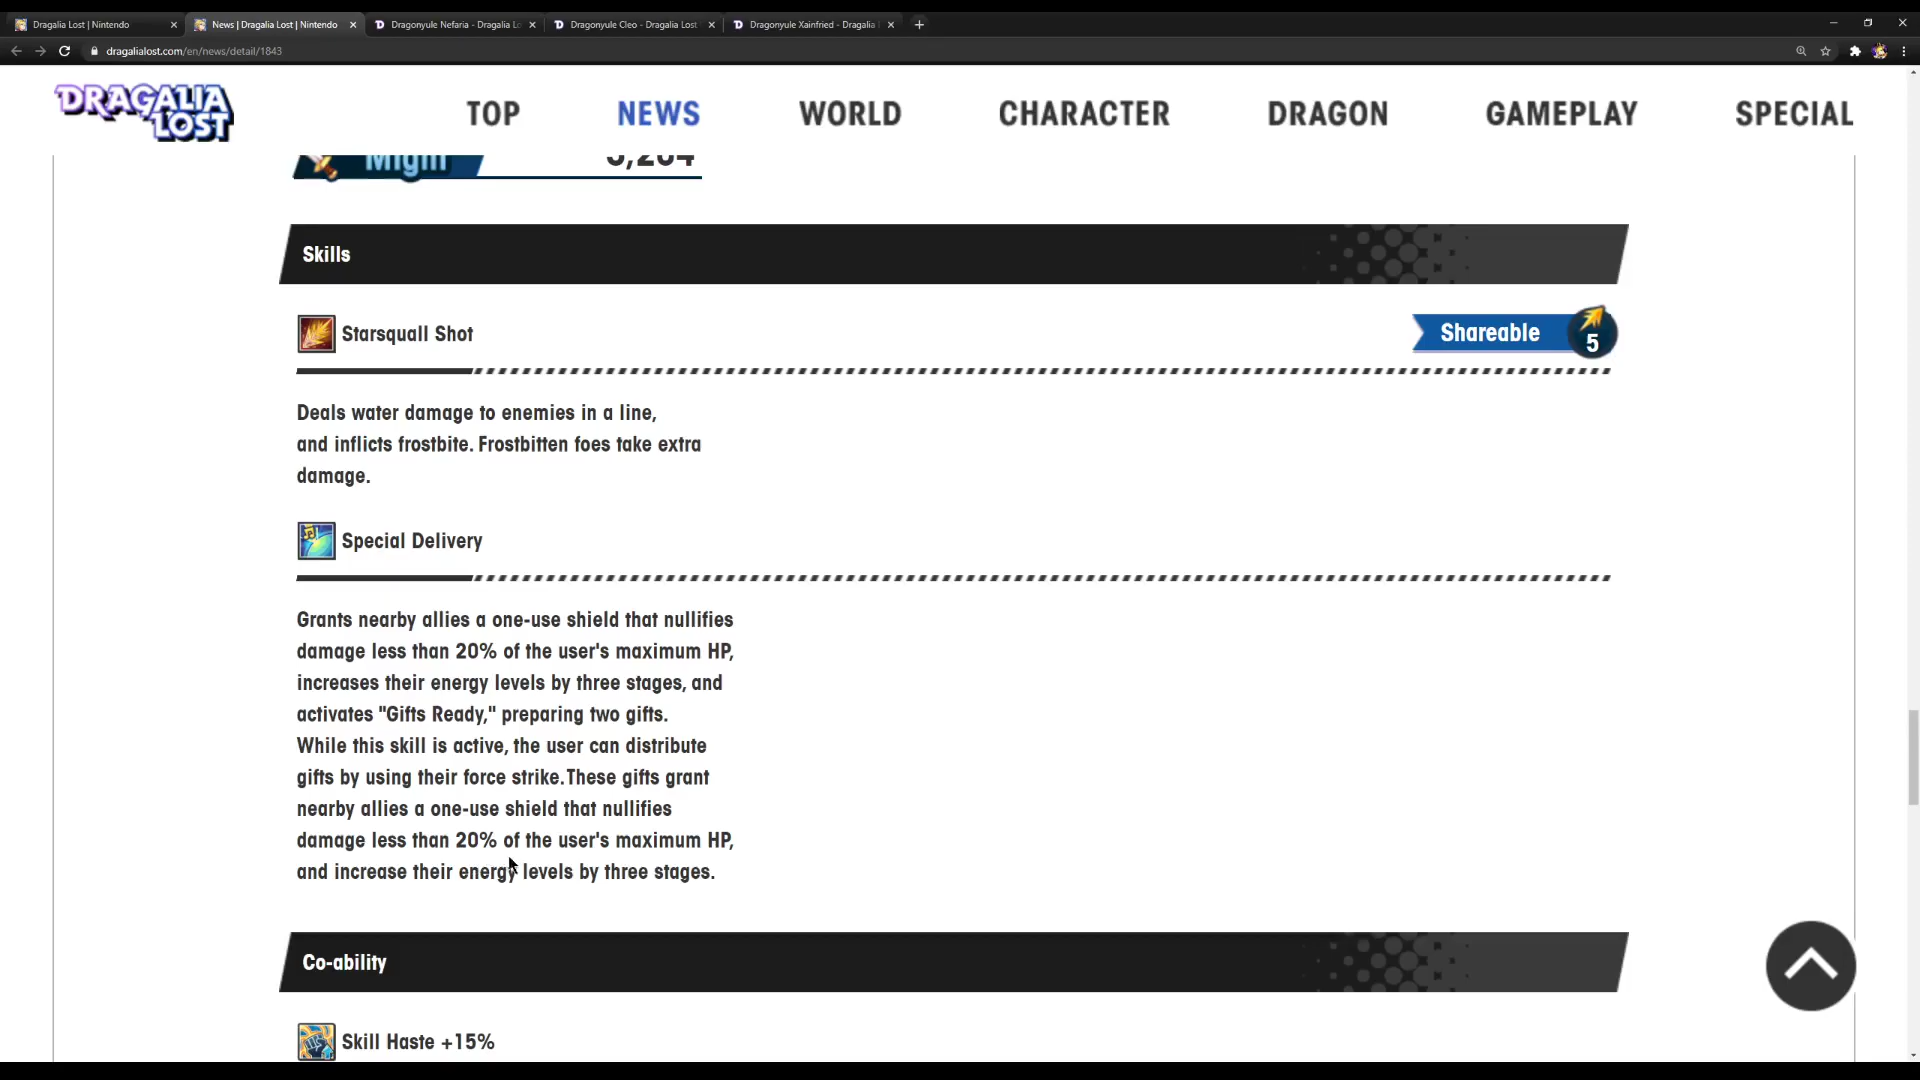 Dragalia Lost | Nintendo
News | Dragalia Lost | Nintendo
Dragonyule Nefaria - Dragalia Lo
Dragonyule Cleo - Dragalia Lost
Dragonyule Xainfried - Dragalia
dragalialost.com/en/news/detail/1843
DRAGALIA LOST
TOP
NEWS
WORLD
CHARACTER
DRAGON
GAMEPLAY
SPECIAL
Might
Skills
Starsquall Shot
Shareable
5
Deals water damage to enemies in a line,
and inflicts frostbite. Frostbitten foes take extra
damage.
Special Delivery
Grants nearby allies a one-use shield that nullifies
damage less than 20% of the user's maximum HP,
increases their energy levels by three stages, and
activates "Gifts Ready," preparing two gifts.
While this skill is active, the user can distribute
gifts by using their force strike. These gifts grant
nearby allies a one-use shield that nullifies
damage less than 20% of the user's maximum HP,
and increase their energy levels by three stages.
Co-ability
Skill Haste +15%